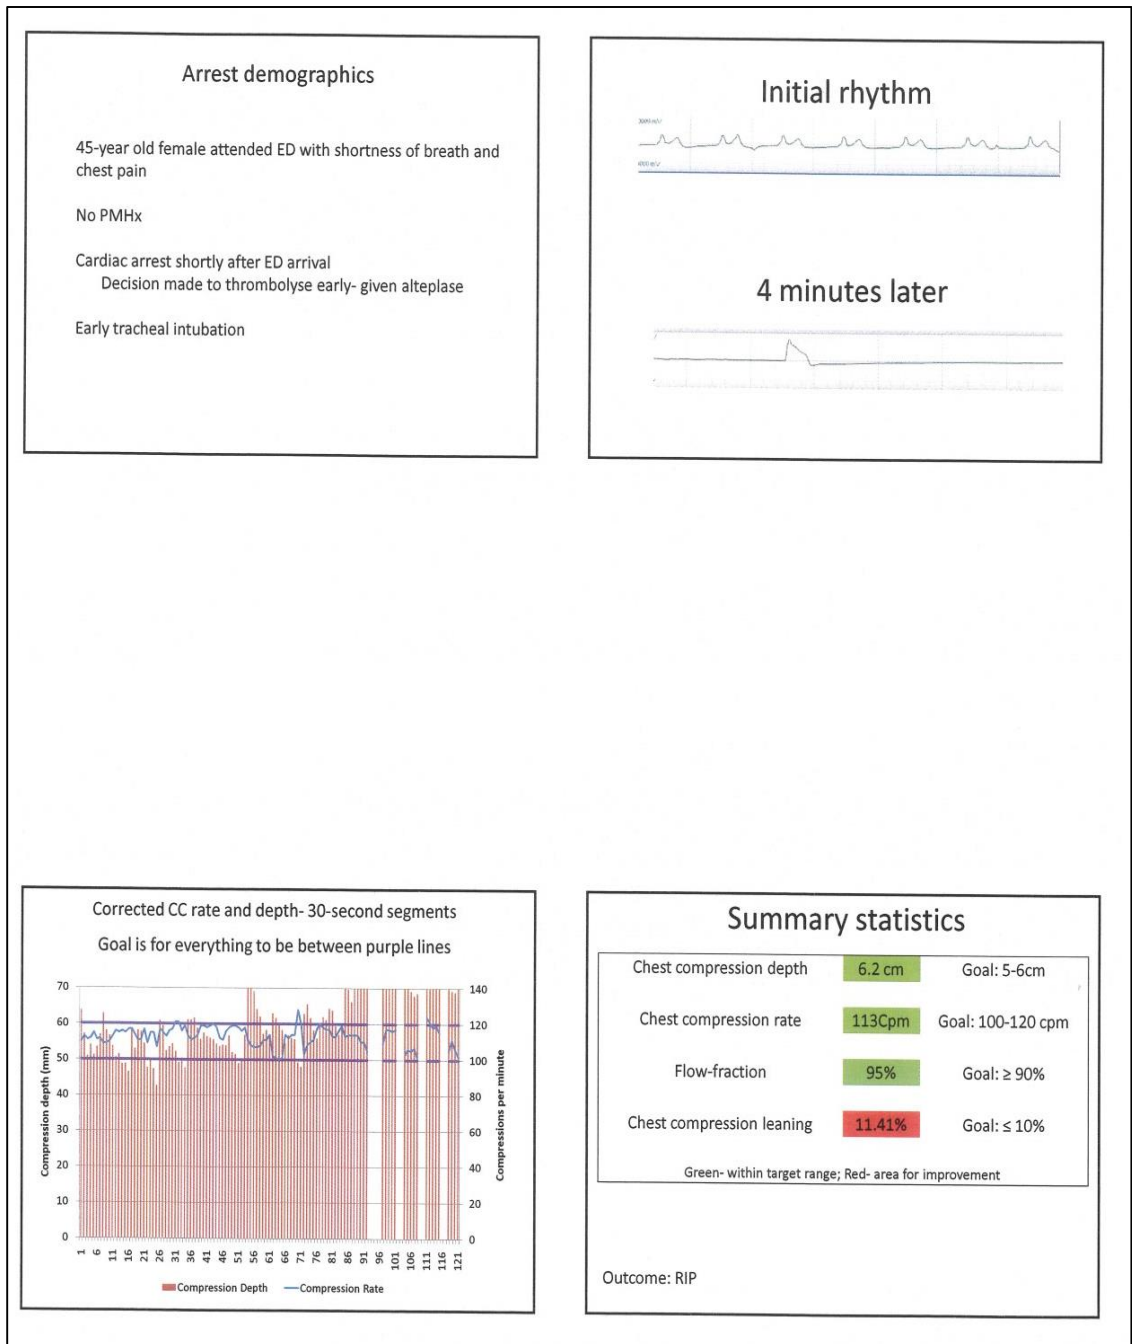 Arrest demographics
45-year old female attended ED with shortness of breath and
chest pain
No PMHx
Cardiac arrest shortly after ED arrival
Decision made to thrombolyse early- given alteplase
Early tracheal intubation
Initial rhythm
4 minutes later
Corrected CC rate and depth- 30-second segments
Goal is for everything to be between purple lines
Compression depth (mm)
70
60
50
40
30
20
10
0
140
120
100
80
60
40
20
0
Compressions per minute
1 6 11 16 21 26 31 36 41 46 51 56 61 66 71 76 81 86 91 96 101 106 111 116 121
Compression Depth Compression Rate
Summary statistics
Chest compression depth 6.2 cm Goal: 5-6cm
Chest compression rate 113Cpm Goal: 100-120 cpm
Flow-fraction 95% Goal: ≥ 90%
Chest compression leaning 11.41% Goal: ≤ 10%
Green- within target range; Red- area for improvement
Outcome: RIP